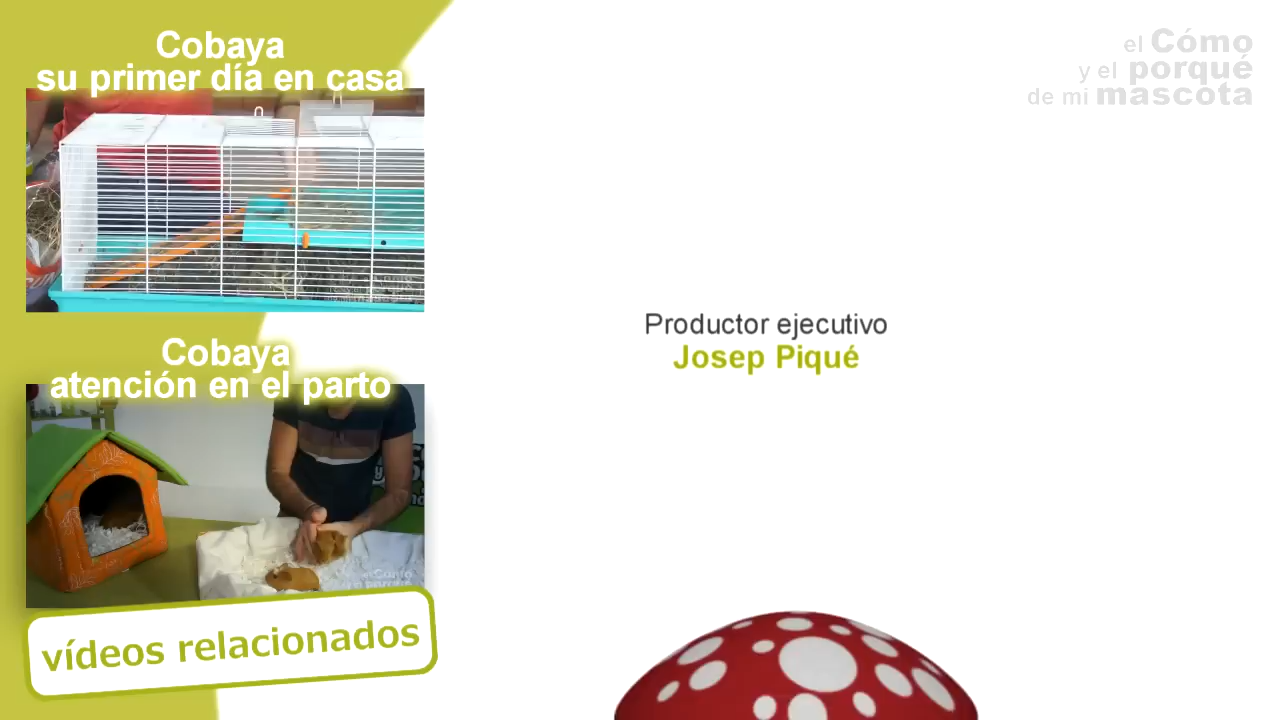 Cobaya
su primer día en casa
el Cómo
y el porqué
de mi mascota
Productor ejecutivo
Josep Piqué
Cobaya
atención en el parto
vídeos relacionados